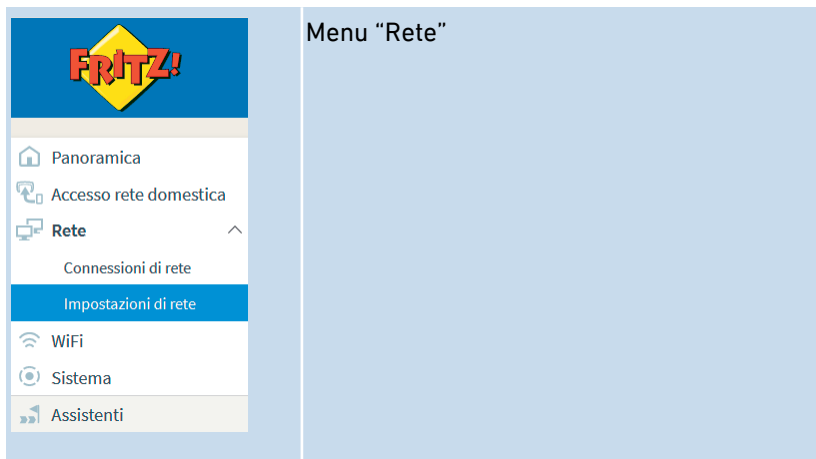 FRITZ!
Menu “Rete”
Panoramica
Accesso rete domestica
Rete
Connessioni di rete
Impostazioni di rete
WiFi
Sistema
Assistenti